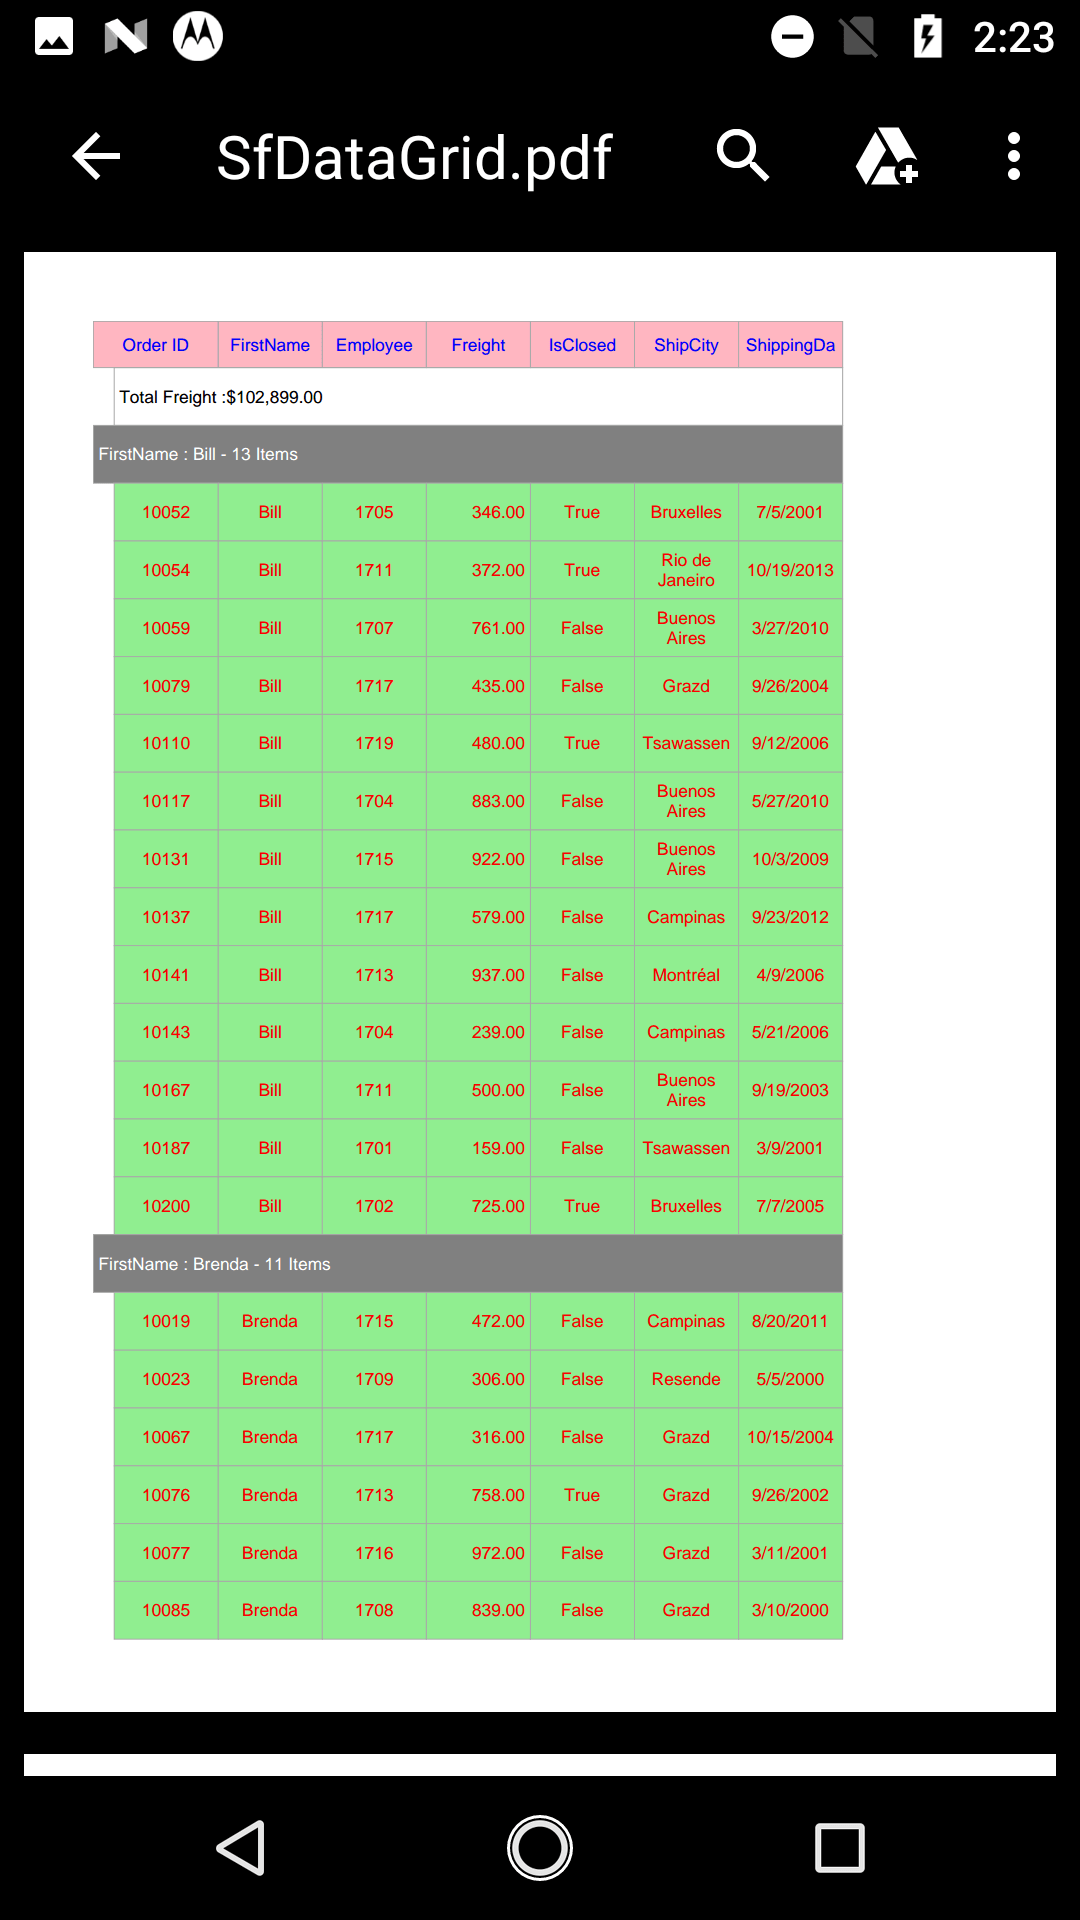 2:23
SfDataGrid.pdf
Order ID FirstName Employee Freight IsClosed ShipCity ShippingDa
Total Freight :$102,899.00
FirstName : Bill - 13 Items
10052 Bill 1705 346.00 True Bruxelles 7/5/2001
10054 Bill 1711 372.00 True Rio de Janeiro 10/19/2013
10059 Bill 1707 761.00 False Buenos Aires 3/27/2010
10079 Bill 1717 435.00 False Grazd 9/26/2004
10110 Bill 1719 480.00 True Tsawassen 9/12/2006
10117 Bill 1704 883.00 False Buenos Aires 5/27/2010
10131 Bill 1715 922.00 False Buenos Aires 10/3/2009
10137 Bill 1717 579.00 False Campinas 9/23/2012
10141 Bill 1713 937.00 False Montréal 4/9/2006
10143 Bill 1704 239.00 False Campinas 5/21/2006
10167 Bill 1711 500.00 False Buenos Aires 9/19/2003
10187 Bill 1701 159.00 False Tsawassen 3/9/2001
10200 Bill 1702 725.00 True Bruxelles 7/7/2005
FirstName : Brenda - 11 Items
10019 Brenda 1715 472.00 False Campinas 8/20/2011
10023 Brenda 1709 306.00 False Resende 5/5/2000
10067 Brenda 1717 316.00 False Grazd 10/15/2004
10076 Brenda 1713 758.00 True Grazd 9/26/2002
10077 Brenda 1716 972.00 False Grazd 3/11/2001
10085 Brenda 1708 839.00 False Grazd 3/10/2000